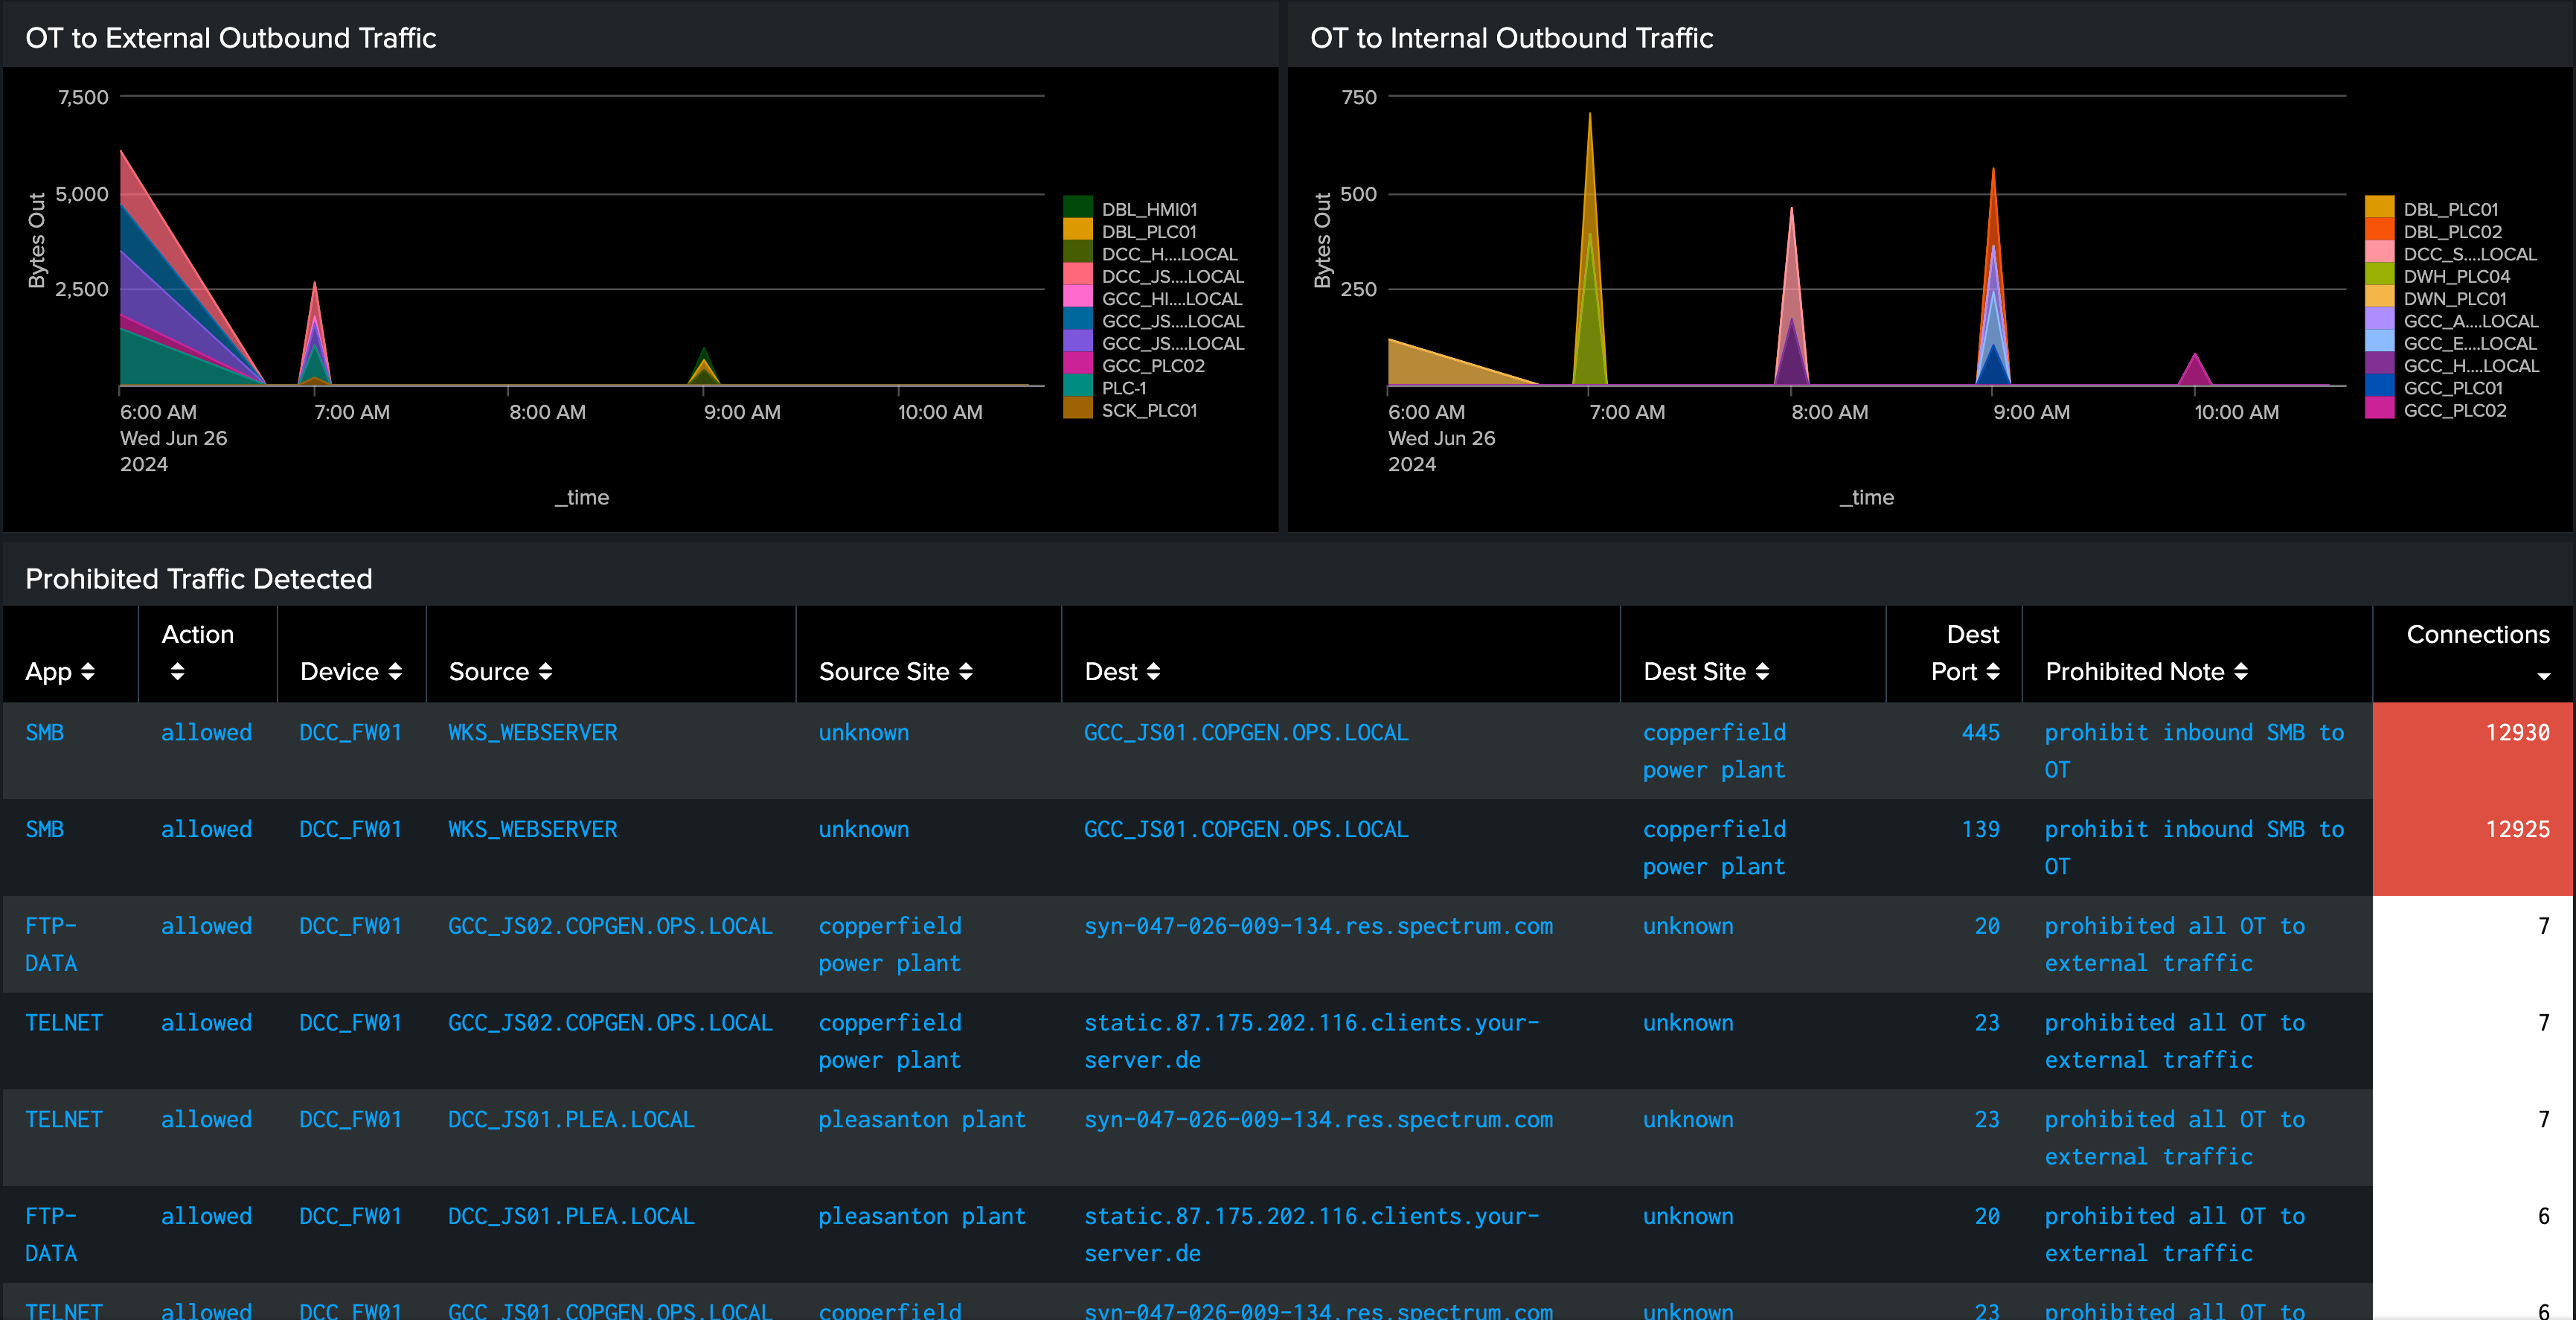 OT to External Outbound Traffic
7,500
5,000
2,500
Bytes Out
6:00 AM
Wed Jun 26
2024
7:00 AM
8:00 AM
9:00 AM
10:00 AM
_time
DBL_HMI01
DBL_PLC01
DCC_H....LOCAL
DCC_JS....LOCAL
GCC_HI....LOCAL
GCC_JS....LOCAL
GCC_JS....LOCAL
GCC_PLC02
PLC-1
SCK_PLC01
OT to Internal Outbound Traffic
750
500
250
Bytes Out
6:00 AM
Wed Jun 26
2024
7:00 AM
8:00 AM
9:00 AM
10:00 AM
_time
DBL_PLC01
DBL_PLC02
DCC_S....LOCAL
DWH_PLC04
DWN_PLC01
GCC_A....LOCAL
GCC_E....LOCAL
GCC_H....LOCAL
GCC_PLC01
GCC_PLC02
Prohibited Traffic Detected
App Action Device Source Source Site Dest Dest Site Dest Port Prohibited Note Connections
SMB allowed DCC_FW01 WKS_WEBSERVER unknown GCC_JS01.COPGEN.OPS.LOCAL copperfield 445 prohibit inbound SMB to 12930
power plant OT
SMB allowed DCC_FW01 WKS_WEBSERVER unknown GCC_JS01.COPGEN.OPS.LOCAL copperfield 139 prohibit inbound SMB to 12925
power plant OT
FTP- allowed DCC_FW01 GCC_JS02.COPGEN.OPS.LOCAL copperfield syn-047-026-009-134.res.spectrum.com unknown 20 prohibited all OT to 7
DATA power plant external traffic
TELNET allowed DCC_FW01 GCC_JS02.COPGEN.OPS.LOCAL copperfield static.87.175.202.116.clients.your- unknown 23 prohibited all OT to 7
power plant server.de external traffic
TELNET allowed DCC_FW01 DCC_JS01.PLEA.LOCAL pleasanton plant syn-047-026-009-134.res.spectrum.com unknown 23 prohibited all OT to 7
external traffic
FTP- allowed DCC_FW01 DCC_JS01.PLEA.LOCAL pleasanton plant static.87.175.202.116.clients.your- unknown 20 prohibited all OT to 6
DATA server.de external traffic
TELNET allowed DCC_FW01 GCC_JS01.COPGEN.OPS.LOCAL copperfield syn-047-026-009-134.res.spectrum.com unknown 23 prohibited all OT to 6